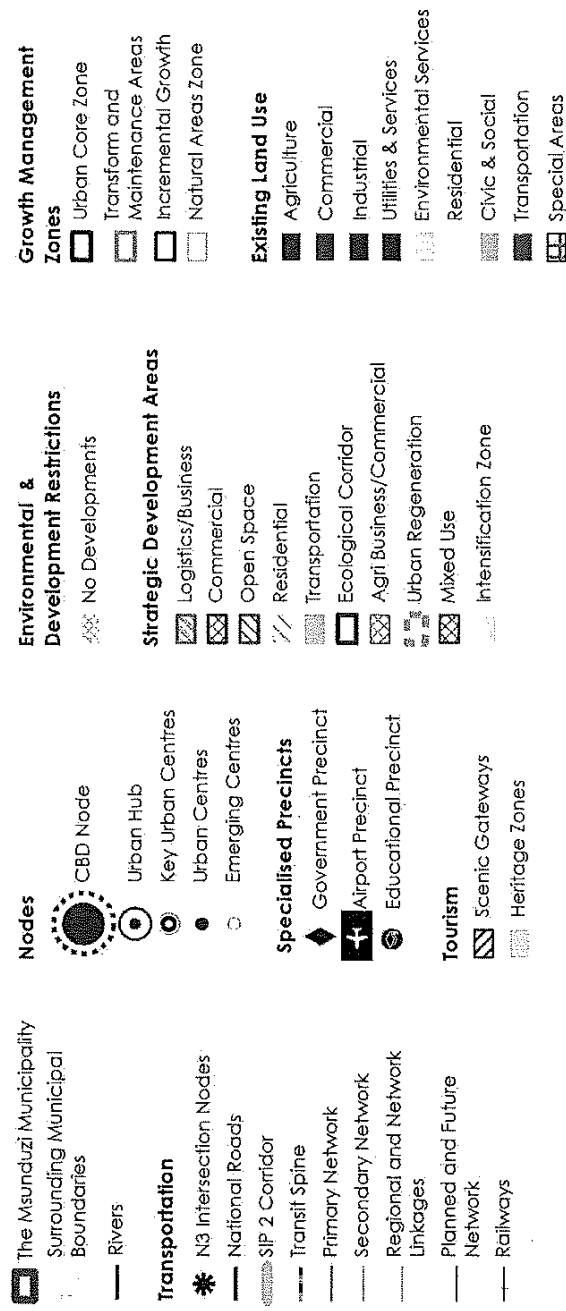 The Msunduzi Municipality
Surrounding Municipal
Boundaries
Rivers
Transportation
N3 Intersection Nodes
National Roads
SIP 2 Corridor
Transit Spine
Primary Network
Secondary Network
Regional and Network
Linkages
Planned and Future
Network
Railways
Nodes
CBD Node
Urban Hub
Key Urban Centres
Urban Centres
Emerging Centres
Specialised Precincts
Government Precinct
Airport Precinct
Educational Precinct
Tourism
Scenic Gateways
Heritage Zones
Environmental &
Development Restrictions
No Developments
Strategic Development Areas
Logistics/Business
Commercial
Open Space
Residential
Transportation
Ecological Corridor
Agri Business/Commercial
Urban Regeneration
Mixed Use
Intensification Zone
Growth Management
Zones
Urban Core Zone
Transform and
Maintenance Areas
Incremental Growth
Natural Areas Zone
Existing Land Use
Agriculture
Commercial
Industrial
Utilities & Services
Environmental Services
Residential
Civic & Social
Transportation
Special Areas